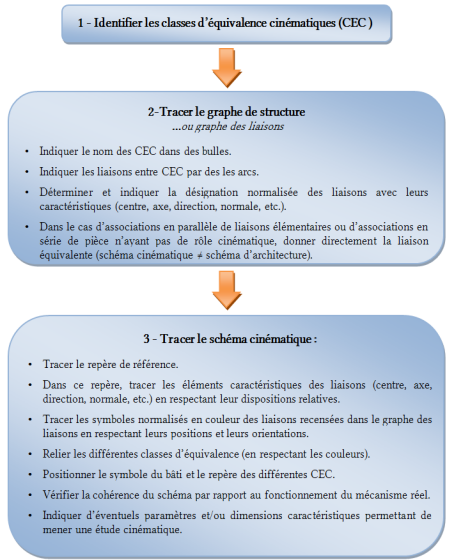 1 - Identifier les classes d'équivalence cinématiques (CEC )
2-Tracer le graphe de structure
...ou graphe des liaisons
• Indiquer le nom des CEC dans des bulles.
• Indiquer les liaisons entre CEC par des les arcs.
• Déterminer et indiquer la désignation normalisée des liaisons avec leurs
caractéristiques (centre, axe, direction, normale, etc.).
• Dans le cas d'associations en parallèle de liaisons élémentaires ou d'associations en
série de pièce n'ayant pas de rôle cinématique, donner directement la liaison
équivalente (schéma cinématique ≠ schéma d'architecture).
3 - Tracer le schéma cinématique :
• Tracer le repère de référence.
• Dans ce repère, tracer les éléments caractéristiques des liaisons (centre, axe,
direction, normale, etc.) en respectant leur dispositions relatives.
• Tracer les symboles normalisés en couleur des liaisons recensées dans le graphe des
liaisons en respectant leurs positions et leurs orientations.
• Relier les différentes classes d'équivalence (en respectant les couleurs).
• Positionner le symbole du bâti et le repère des différentes CEC.
• Vérifier la cohérence du schéma par rapport au fonctionnement du mécanisme réel.
• Indiquer d'éventuels paramètres et/ou dimensions caractéristiques permettant de
mener une étude cinématique.